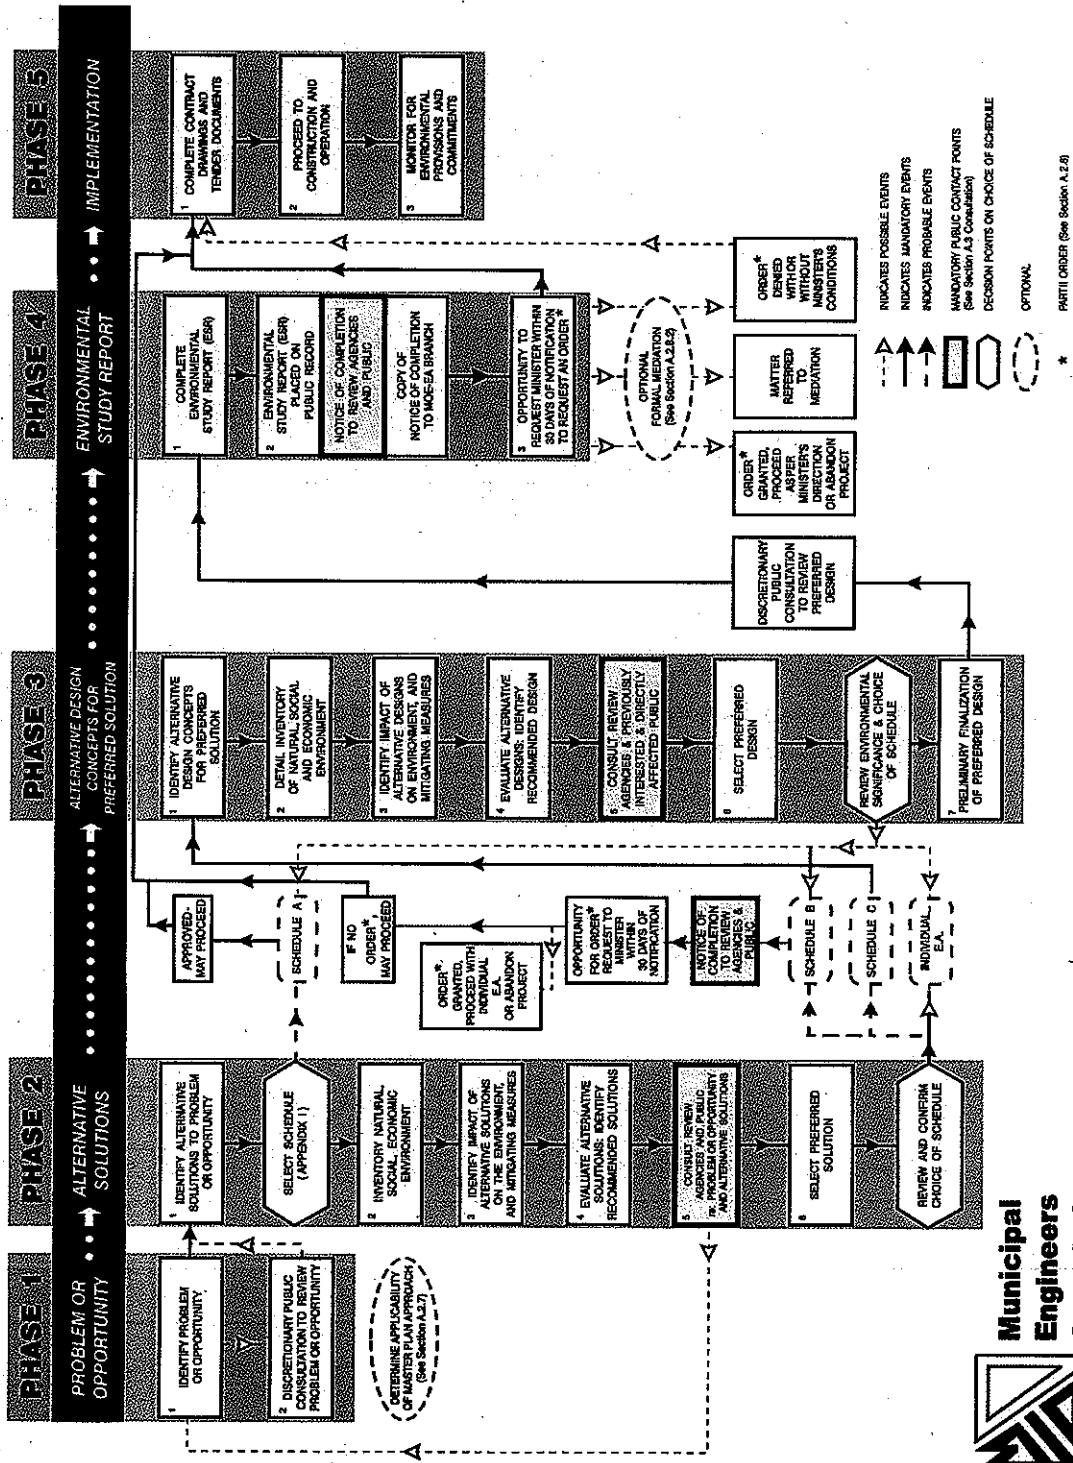 PHASE 1
PROBLEM OR
OPPORTUNITY
1 IDENTIFY PROBLEM
OR OPPORTUNITY
2 DISCRETIONARY PUBLIC
CONSULTATION TO REVIEW
PROBLEM OR OPPORTUNITY
DETERMINE APPLICABILITY
OF MASTER PLAN APPROACH
(See Section A.2.7)
PHASE 2
ALTERNATIVE
SOLUTIONS
1 IDENTIFY ALTERNATIVE
SOLUTIONS TO PROBLEM
OR OPPORTUNITY
SELECT SCHEDULE
(APPENDIX I)
2 INVENTORY NATURAL,
SOCIAL, ECONOMIC
ENVIRONMENT
3 IDENTIFY IMPACT OF
ALTERNATIVE SOLUTIONS
ON THE ENVIRONMENT,
AND MITIGATING MEASURES
4 EVALUATE ALTERNATIVE
SOLUTIONS: IDENTIFY
RECOMMENDED SOLUTIONS
5 CONSULT REVIEW
AGENCIES AND PUBLIC
re: PROBLEM OR OPPORTUNITY
AND ALTERNATIVE SOLUTIONS
6 SELECT PREFERRED
SOLUTION
REVIEW AND CONFIRM
CHOICE OF SCHEDULE
APPROVED-
MAY PROCEED
SCHEDULE A
IF NO
ORDER*,
MAY PROCEED
ORDER*
GRANTED,
PROCEED WITH
INDIVIDUAL
E.A.
OR ABANDON
PROJECT
OPPORTUNITY
FOR ORDER*
REQUEST TO
MINISTER
WITHIN
30 DAYS OF
NOTIFICATION
NOTICE OF
COMPLETION
TO REVIEW
AGENCIES &
PUBLIC
SCHEDULE B
SCHEDULE C
INDIVIDUAL
E.A.
PHASE 3
ALTERNATIVE DESIGN
CONCEPTS FOR
PREFERRED SOLUTION
1 IDENTIFY ALTERNATIVE
DESIGN CONCEPTS
FOR PREFERRED
SOLUTION
2 DETAIL INVENTORY
OF NATURAL, SOCIAL
AND ECONOMIC
ENVIRONMENT
3 IDENTIFY IMPACT OF
ALTERNATIVE DESIGNS
ON ENVIRONMENT, AND
MITIGATING MEASURES
4 EVALUATE ALTERNATIVE
DESIGNS: IDENTIFY
RECOMMENDED DESIGN
5 CONSULT REVIEW
AGENCIES & PREVIOUSLY
INTERESTED & DIRECTLY
AFFECTED PUBLIC
6 SELECT PREFERRED
DESIGN
REVIEW ENVIRONMENTAL
SIGNIFICANCE & CHOICE
OF SCHEDULE
7 PRELIMINARY FINALIZATION
OF PREFERRED DESIGN
DISCRETIONARY
PUBLIC
CONSULTATION
TO REVIEW
PREFERRED
DESIGN
PHASE 4
ENVIRONMENTAL
STUDY REPORT
1 COMPLETE
ENVIRONMENTAL
STUDY REPORT (ESR)
2 ENVIRONMENTAL
STUDY REPORT (ESR)
PLACED ON
PUBLIC RECORD
NOTICE OF COMPLETION
TO REVIEW AGENCIES
AND PUBLIC
COPY OF
NOTICE OF COMPLETION
TO MOE-EA BRANCH
3 OPPORTUNITY TO
REQUEST MINISTER WITHIN
30 DAYS OF NOTIFICATION
TO REQUEST AN ORDER*
OPTIONAL
FORMAL MEDIATION
(See Section A.2.8.2)
ORDER*
GRANTED,
PROCEED
AS PER
MINISTER'S
DIRECTION
OR ABANDON
PROJECT
MATTER
REFERRED
TO
MEDIATION
ORDER*
DENIED
WITH OR
WITHOUT
MINISTER'S
CONDITIONS
PHASE 5
IMPLEMENTATION
1 COMPLETE CONTRACT
DRAWINGS AND
TENDER DOCUMENTS
2 PROCEED TO
CONSTRUCTION AND
OPERATION
3 MONITOR FOR
ENVIRONMENTAL
PROVISIONS AND
COMMITMENTS
INDICATES POSSIBLE EVENTS
INDICATES MANDATORY EVENTS
INDICATES PROBABLE EVENTS
MANDATORY PUBLIC CONTACT POINTS
(See Section A.3 Consultation)
DECISION POINTS ON CHOICE OF SCHEDULE
OPTIONAL
* PART II ORDER (See Section A.2.8)
Municipal
Engineers